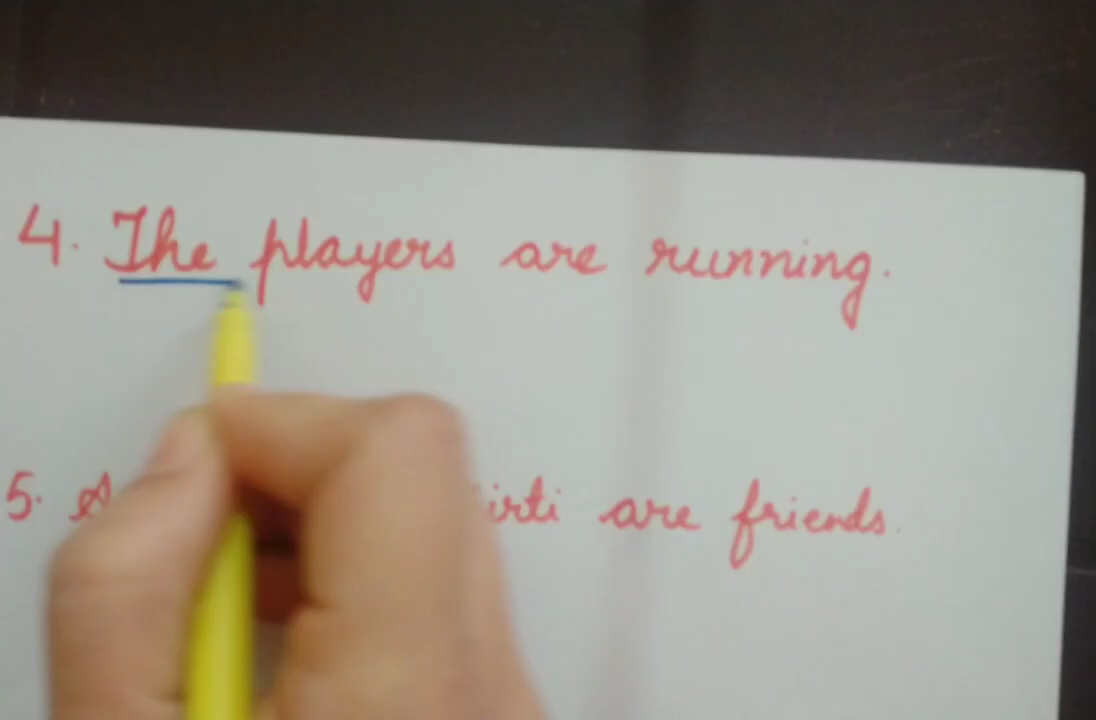 4. The players are running.
5. are friends.